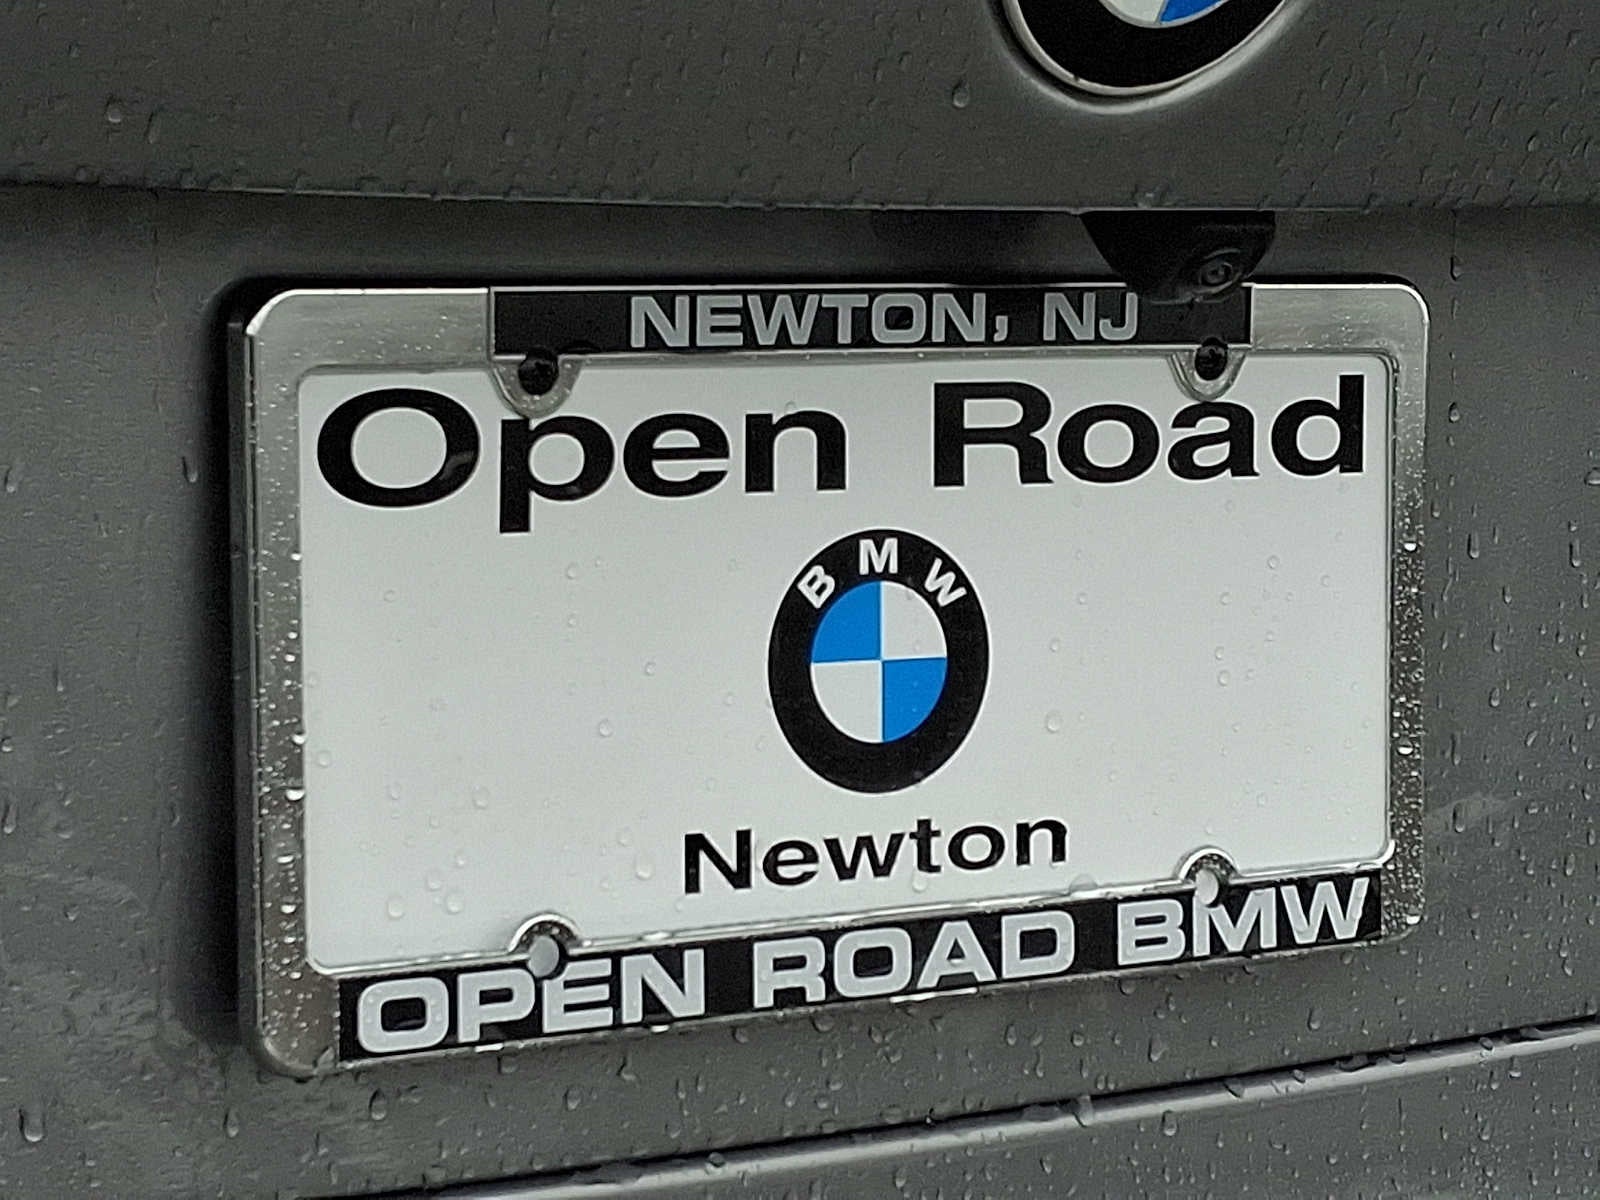 NEWTON, NJ
Open Road
BMW
Newton
OPEN ROAD BMW